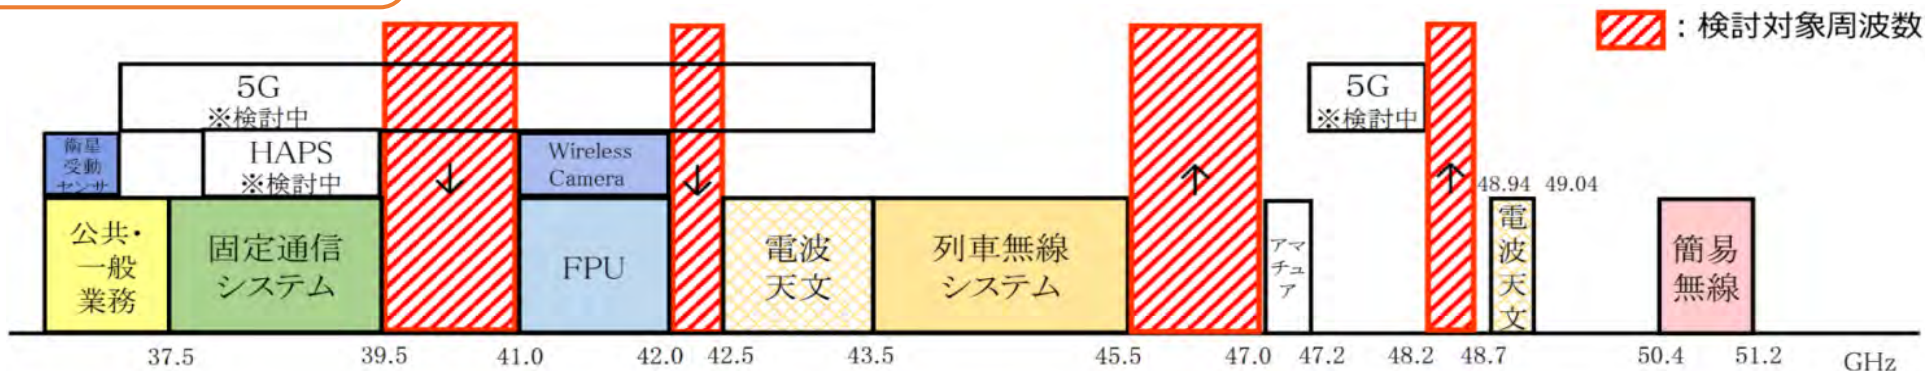 ：検討対象周波数
5G
※検討中
5G
※検討中
衛星
受動
センサ
HAPS
※検討中
Wireless
Camera
↓
↓
↑
↑
48.94 49.04
公共・
一般
業務
固定通信
システム
FPU
電波
天文
列車無線
システム
アマ
チュ
ア
電
波
天
文
簡易
無線
37.5 39.5 41.0 42.0 42.5 43.5 45.5 47.0 47.2 48.2 48.7 50.4 51.2 GHz